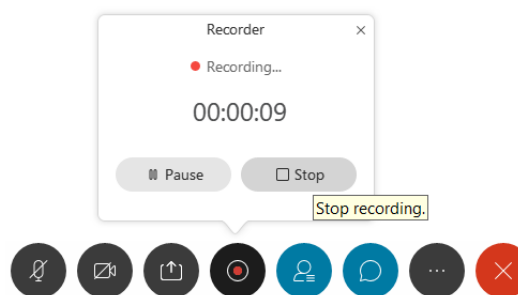 Recorder
Recording...
00:00:09
Pause
Stop
Stop recording.